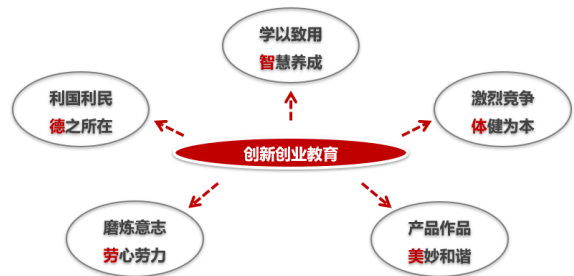 学以致用
智慧养成
利国利民
德之所在
激烈竞争
体健为本
创新创业教育
磨炼意志
劳心劳力
产品作品
美妙和谐